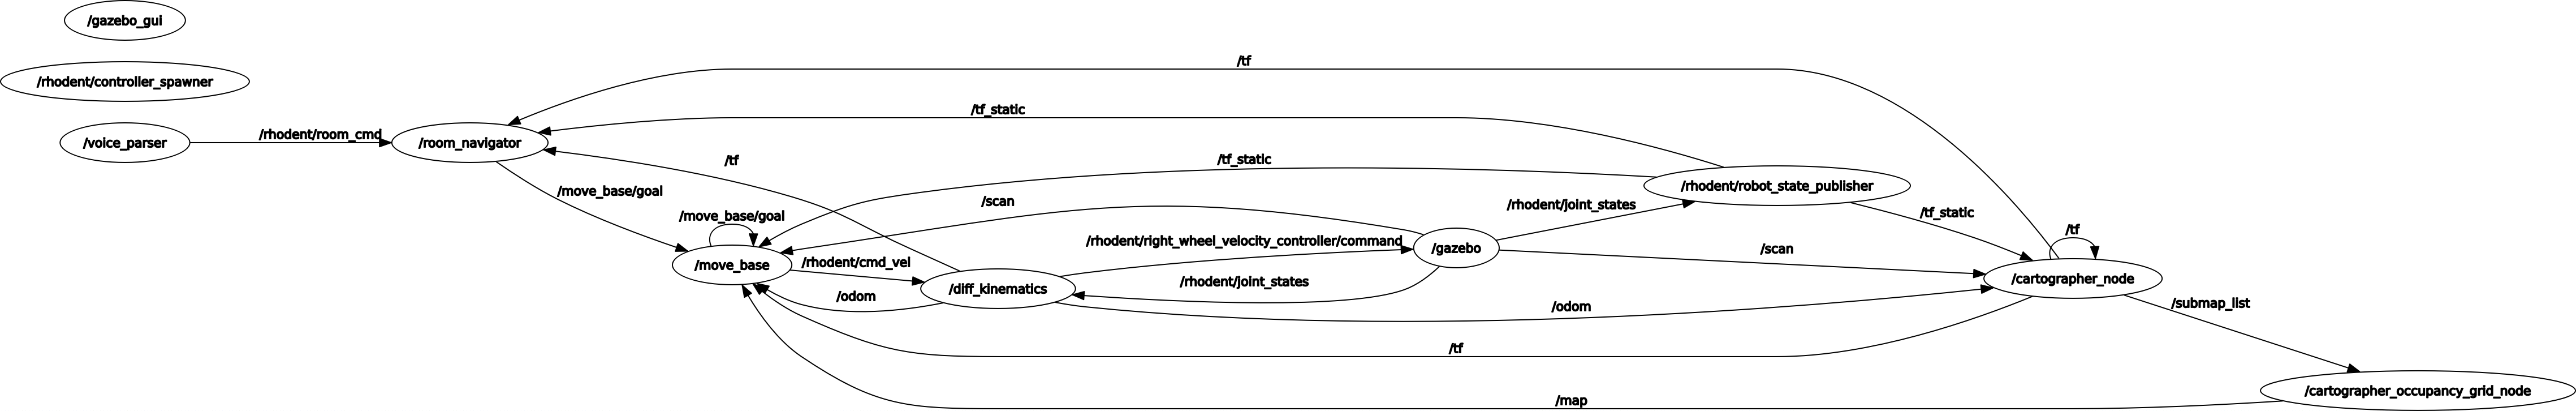 /gazebo_gui
/tf
/rhodent/controller_spawner
/tf_static
/voice_parser
/rhodent/room_cmd
/room_navigator
/tf
/tf_static
/move_base/goal
/rhodent/robot_state_publisher
/scan
/rhodent/joint_states
/tf_static
/move_base/goal
/tf
/rhodent/right_wheel_velocity_controller/command
/gazebo
/scan
/move_base
/rhodent/cmd_vel
/rhodent/joint_states
/cartographer_node
/diff_kinematics
/odom
/odom
/submap_list
/tf
/cartographer_occupancy_grid_node
/map